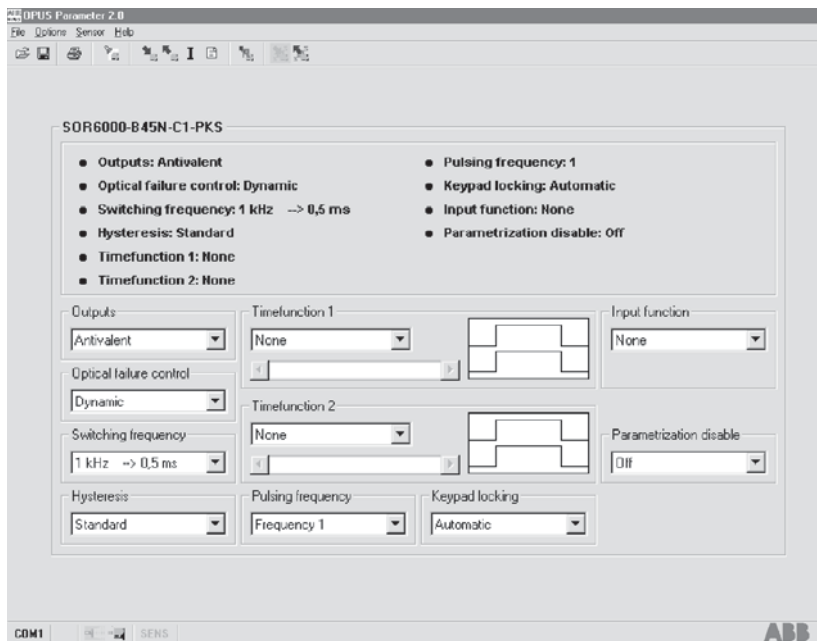 ABB OPUS Parameter 2.0
File Options Sensor Help
SOR6000-B45N-C1-PKS
Outputs: Antivalent
Optical failure control: Dynamic
Switching frequency: 1 kHz --> 0,5 ms
Hysteresis: Standard
Timefunction 1: None
Timefunction 2: None
Pulsing frequency: 1
Keypad locking: Automatic
Input function: None
Parametrization disable: Off
Outputs
Antivalent
Timefunction 1
None
Input function
None
Optical failure control
Dynamic
Timefunction 2
None
Switching frequency
1 kHz --> 0,5 ms
Parametrization disable
Off
Hysteresis
Standard
Pulsing frequency
Frequency 1
Keypad locking
Automatic
COM1
SENS
ABB